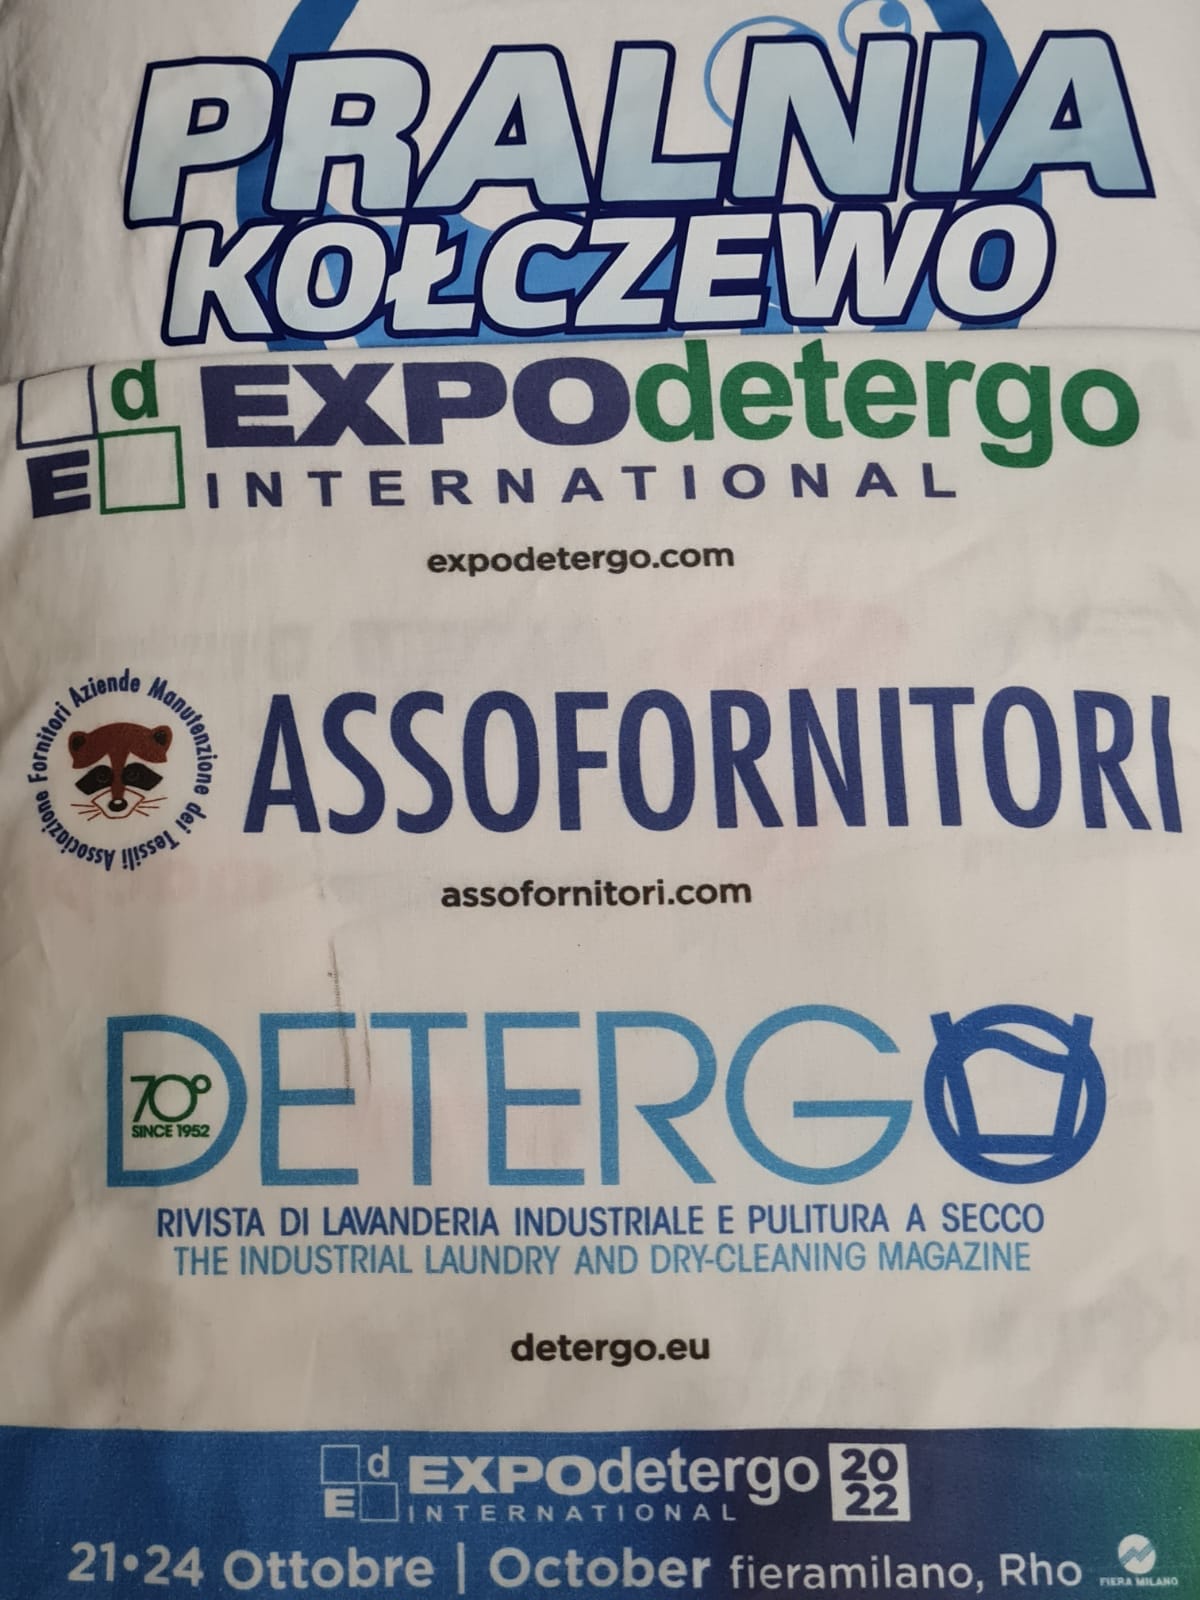 PRALNIA
KOŁCZEWO
d
E
EXPOdetergo
INTERNATIONAL
expodetergo.com
Associazione Fornitori Aziende Manutenzione dei Tessili
ASSOFORNITORI
assofornitori.com
DETERGO
70°
SINCE 1952
RIVISTA DI LAVANDERIA INDUSTRIALE E PULITURA A SECCO
THE INDUSTRIAL LAUNDRY AND DRY-CLEANING MAGAZINE
detergo.eu
d
E
EXPOdetergo
INTERNATIONAL
20
22
21•24 Ottobre | October fieramilano, Rho
FIERA MILANO